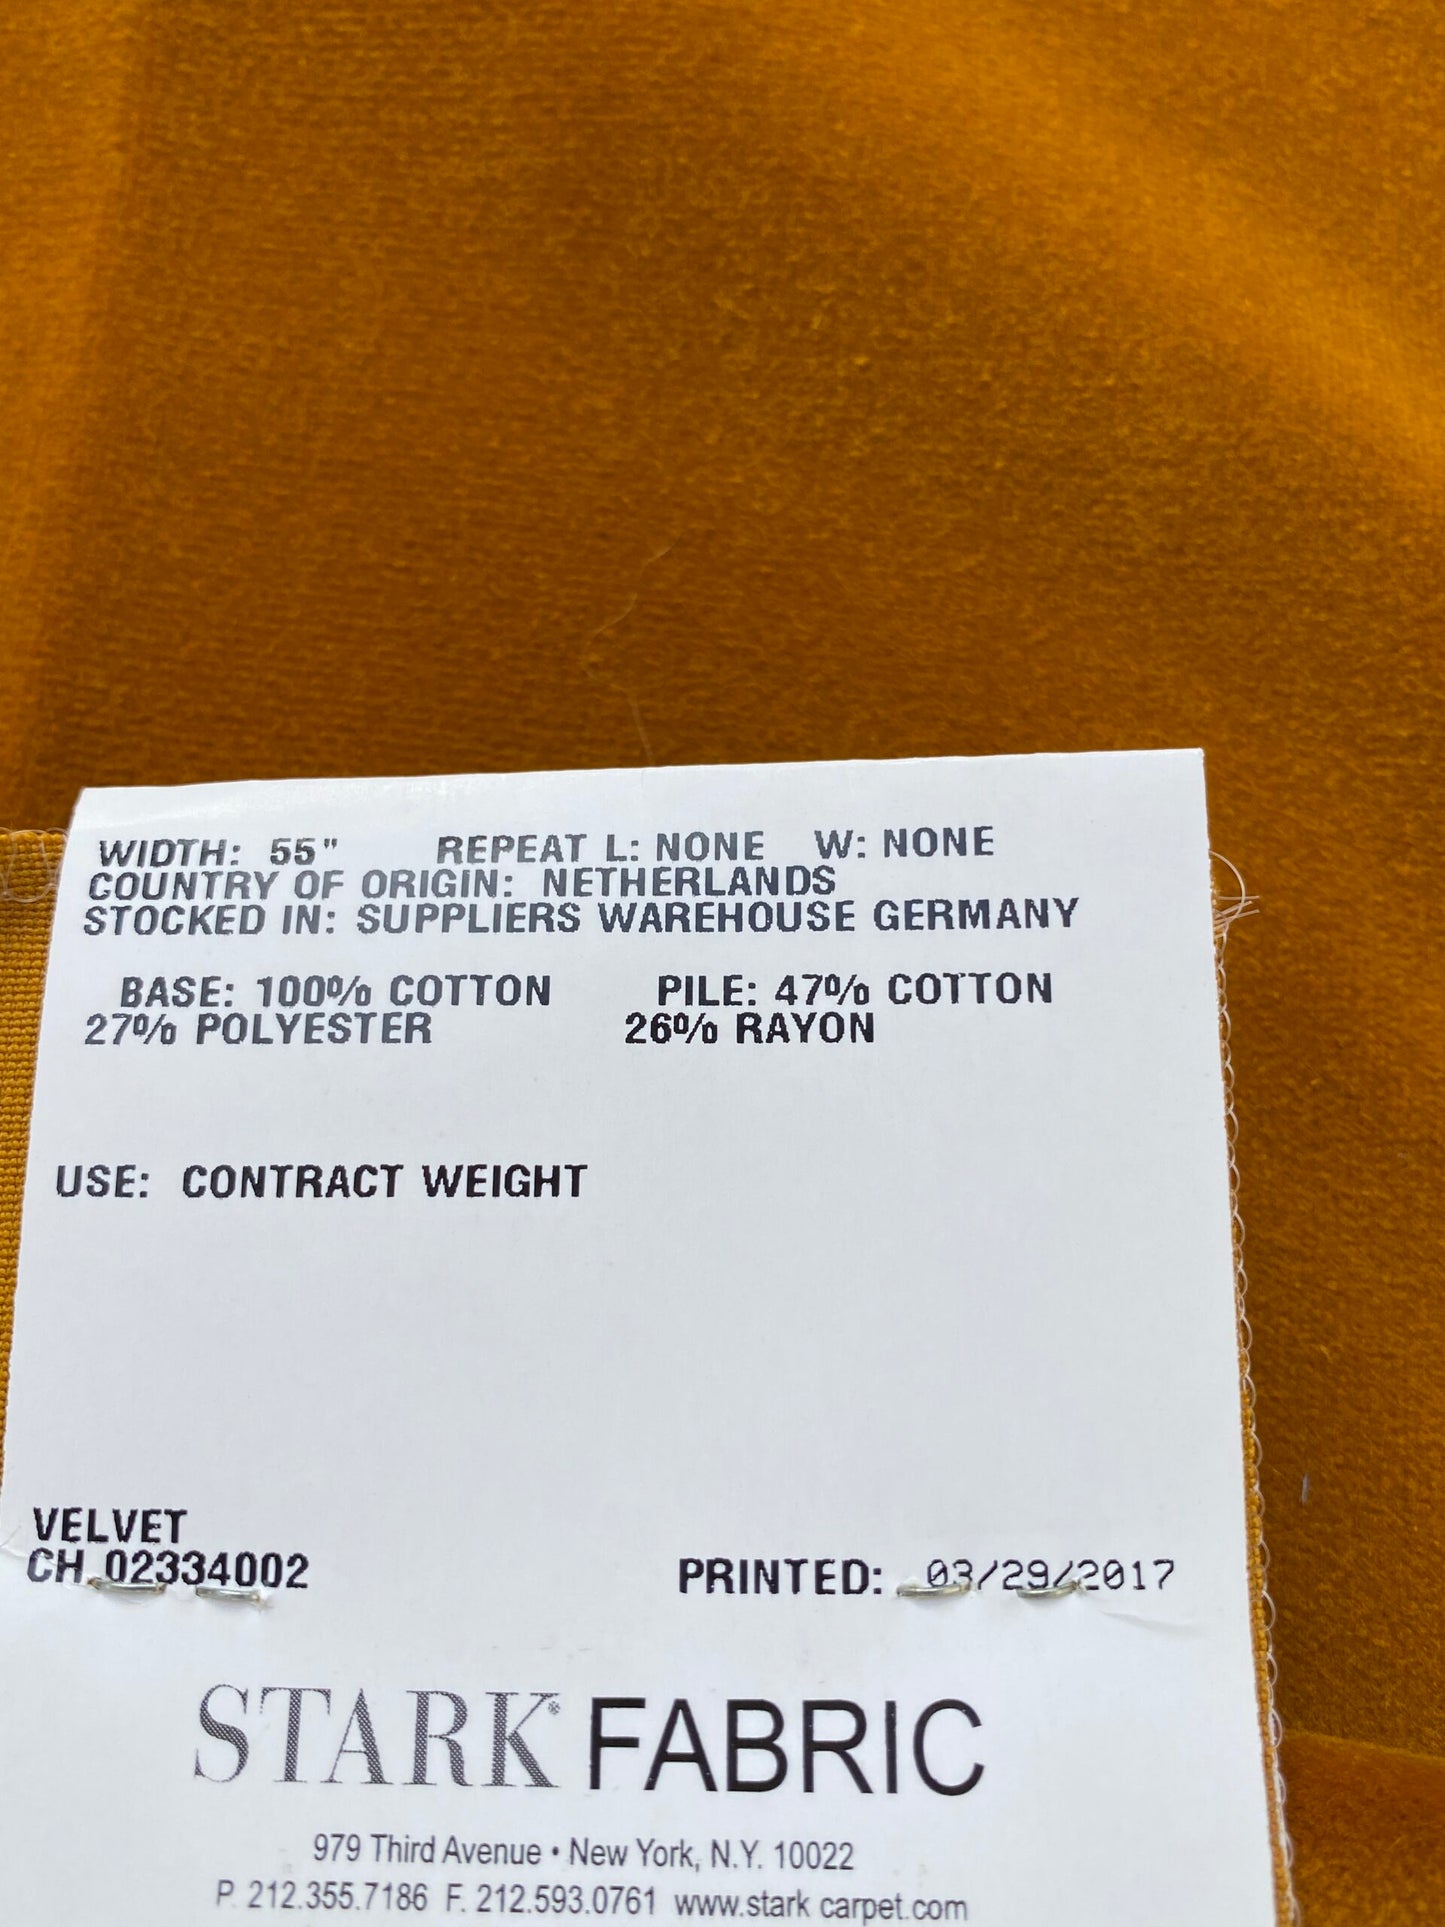 WIDTH: 55" REPEAT L: NONE W: NONE
COUNTRY OF ORIGIN: NETHERLANDS
STOCKED IN: SUPPLIERS WAREHOUSE GERMANY
BASE: 100% COTTON PILE: 47% COTTON
27% POLYESTER 26% RAYON
USE: CONTRACT WEIGHT
VELVET
CH 02334002 PRINTED: 03/29/2017
STARK® FABRIC
979 Third Avenue • New York, N.Y. 10022
P. 212.355.7186 F. 212.593.0761 www.stark carpet.com